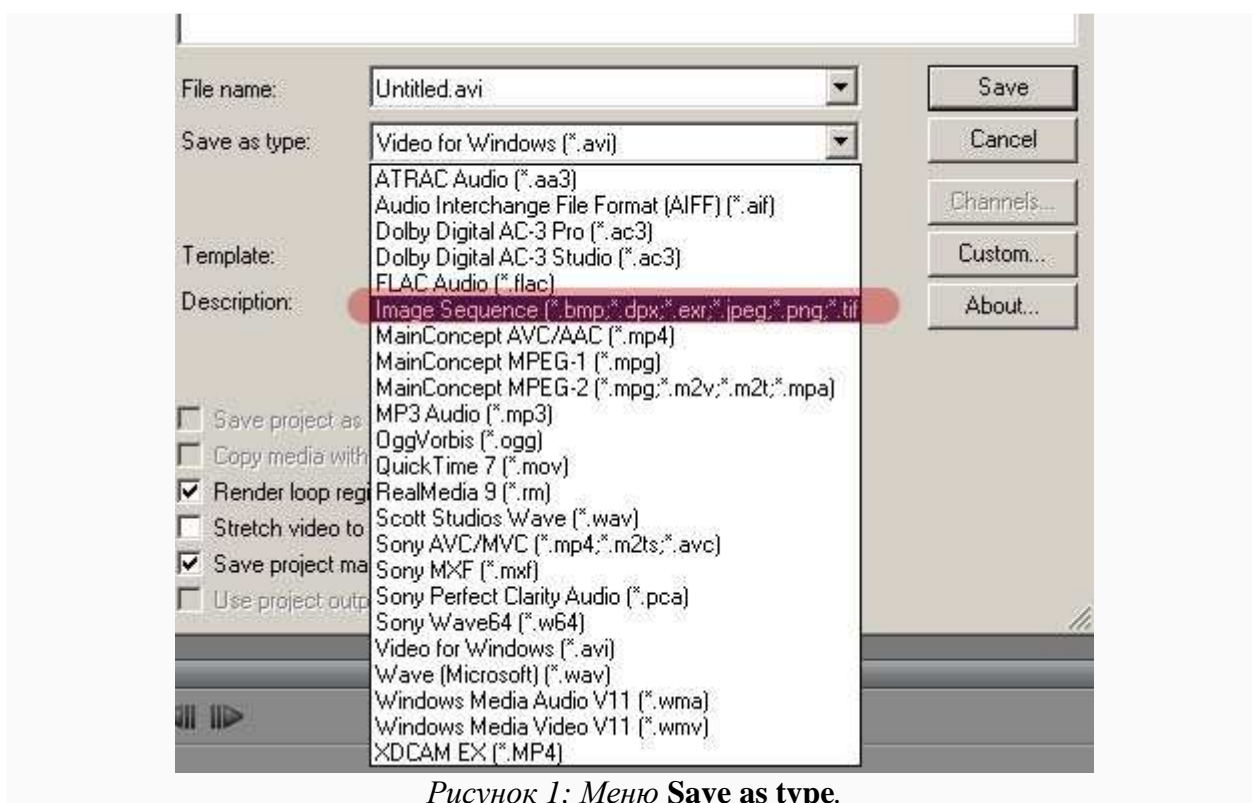 File name:
Untitled.avi
Save
Save as type:
Video for Windows (*.avi)
Cancel
ATRAC Audio (*.aa3)
Audio Interchange File Format (AIFF) (*.aif)
Channels...
Dolby Digital AC-3 Pro (*.ac3)
Template:
Dolby Digital AC-3 Studio (*.ac3)
Custom...
FLAC Audio (*.flac)
Description:
Image Sequence (*.bmp;*.dpx;*.exr;*.jpeg;*.png;*.tif
About...
MainConcept AVC/AAC (*.mp4)
MainConcept MPEG-1 (*.mpg)
MainConcept MPEG-2 (*.mpg;*.m2v;*.m2t;*.mpa)
Save project as
MP3 Audio (*.mp3)
OggVorbis (*.ogg)
Copy media with
QuickTime 7 (*.mov)
Render loop regi
RealMedia 9 (*.rm)
Scott Studios Wave (*.wav)
Stretch video to
Sony AVC/MVC (*.mp4;*.m2ts;*.avc)
Save project ma
Sony MXF (*.mxf)
Use project outp
Sony Perfect Clarity Audio (*.pca)
Sony Wave64 (*.w64)
Video for Windows (*.avi)
Wave (Microsoft) (*.wav)
Windows Media Audio V11 (*.wma)
Windows Media Video V11 (*.wmv)
XDCAM EX (*.MP4)
Рисунок 1: Меню Save as type.